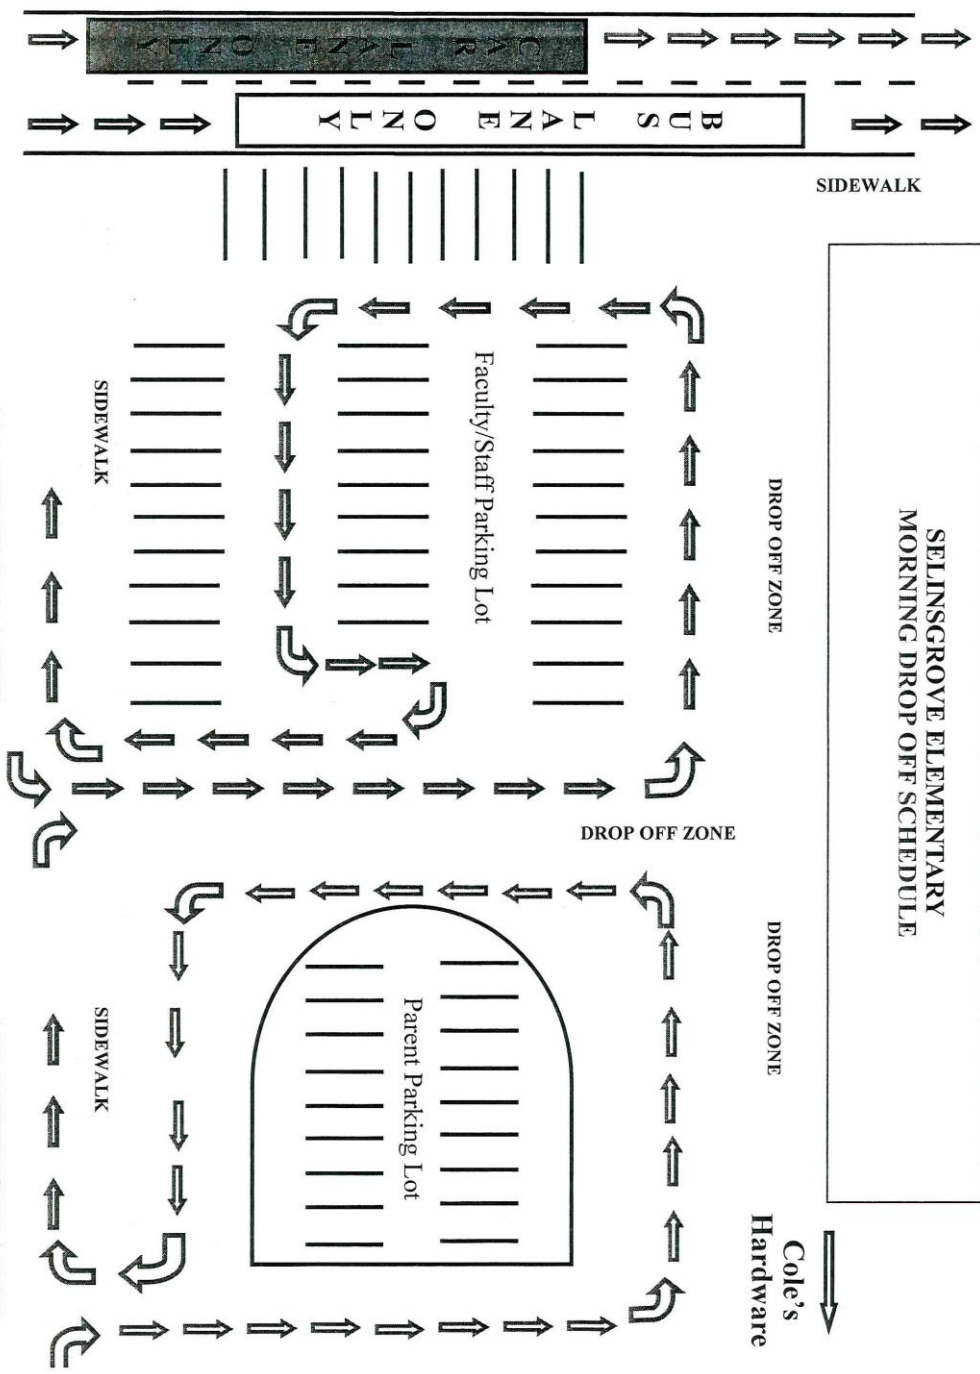 SELINSGROVE ELEMENTARY
MORNING DROP OFF SCHEDULE
Cole's
Hardware
DROP OFF ZONE
DROP OFF ZONE
DROP OFF ZONE
SIDEWALK
CAR LANE ONLY
BUS LANE ONLY
Faculty/Staff Parking Lot
Parent Parking Lot
SIDEWALK
SIDEWALK